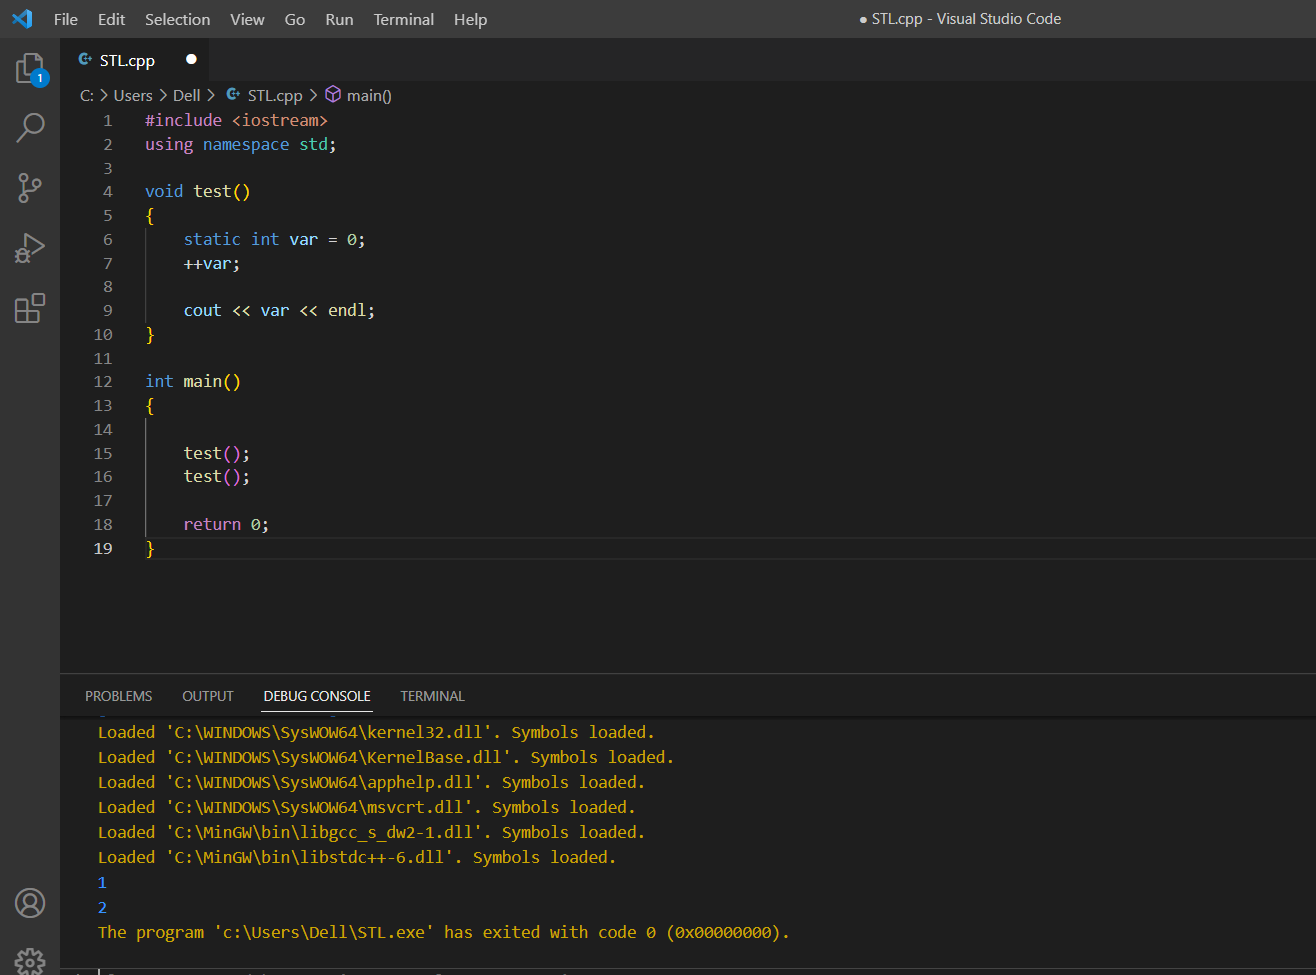 File Edit Selection View Go Run Terminal Help
● STL.cpp - Visual Studio Code
1
STL.cpp ●
C: > Users > Dell > STL.cpp > main()
1 #include <iostream>
2 using namespace std;
3
4 void test()
5 {
6 static int var = 0;
7 ++var;
8
9 cout << var << endl;
10 }
11
12 int main()
13 {
14
15 test();
16 test();
17
18 return 0;
19 }
PROBLEMS OUTPUT DEBUG CONSOLE TERMINAL
Loaded 'C:\WINDOWS\SysWOW64\kernel32.dll'. Symbols loaded.
Loaded 'C:\WINDOWS\SysWOW64\KernelBase.dll'. Symbols loaded.
Loaded 'C:\WINDOWS\SysWOW64\apphelp.dll'. Symbols loaded.
Loaded 'C:\WINDOWS\SysWOW64\msvcrt.dll'. Symbols loaded.
Loaded 'C:\MinGW\bin\libgcc_s_dw2-1.dll'. Symbols loaded.
Loaded 'C:\MinGW\bin\libstdc++-6.dll'. Symbols loaded.
1
2
The program 'c:\Users\Dell\STL.exe' has exited with code 0 (0x00000000).